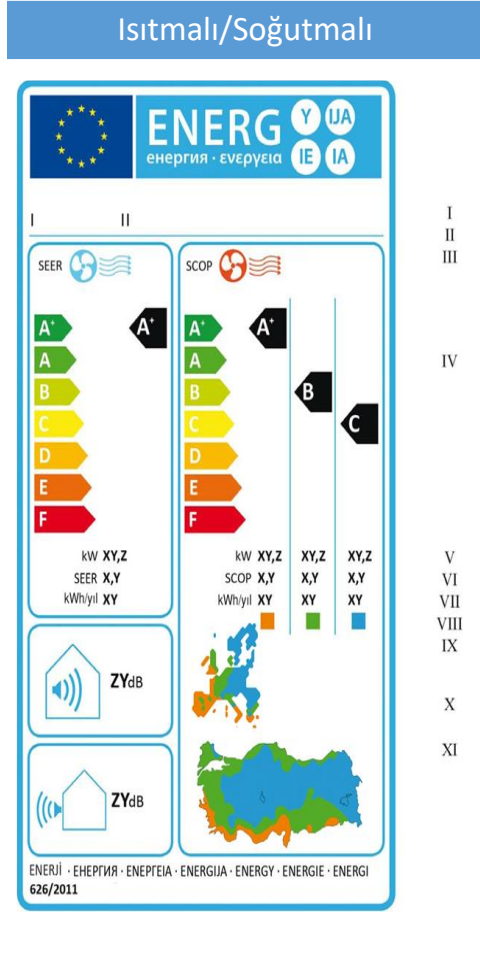 Isıtmalı/Soğutmalı
ENERG Y IJA
енергия · ενεργεια IE IA
I II
I
II
III
SEER
SCOP
A+ A+ A+ A+
A A
B B B
C C C
D D
E E
F F
IV
kW XY,Z
SEER X,Y
kWh/yıl XY
kW XY,Z XY,Z XY,Z
SCOP X,Y X,Y X,Y
kWh/yıl XY XY XY
V
VI
VII
VIII
IX
X
XI
ZYdB
ZYdB
ENERJİ · ЕНЕРГИЯ · ΕΝΕΡΓΕΙΑ · ENERGIJA · ENERGY · ENERGIE · ENERGI
626/2011